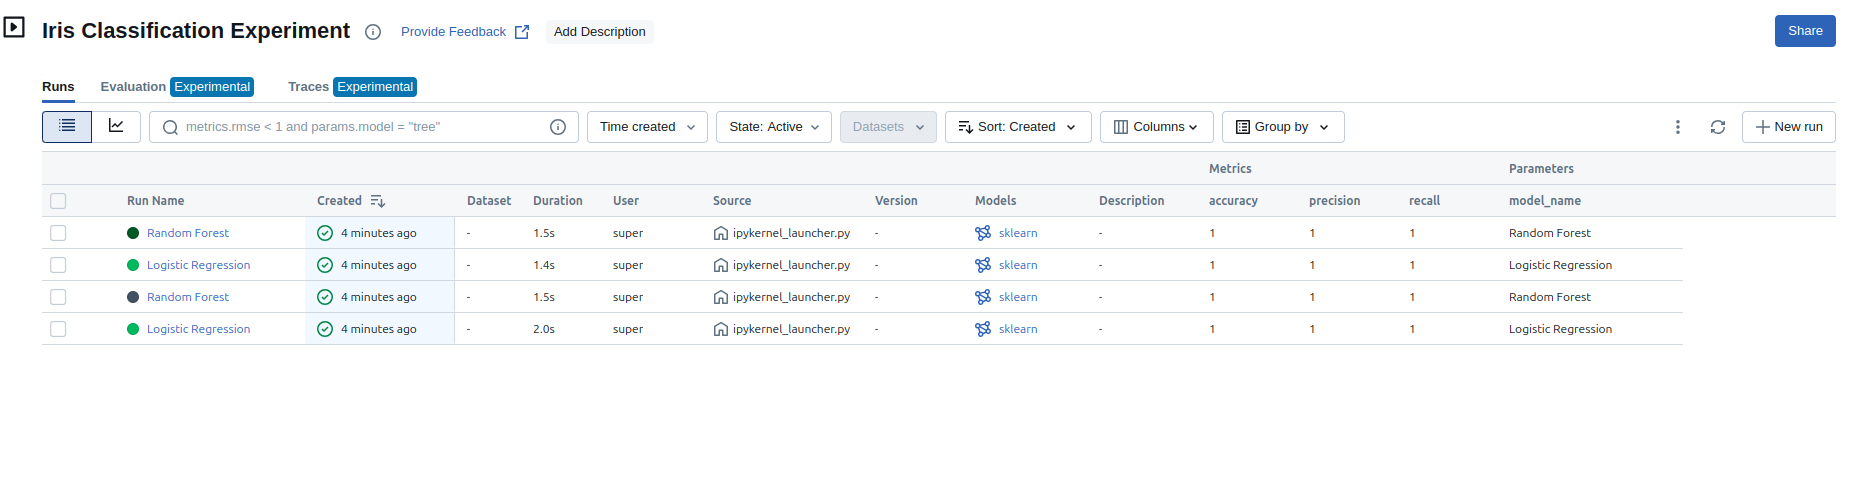 Iris Classification Experiment Provide Feedback Add Description Share
Runs Evaluation Experimental Traces Experimental
metrics.rmse < 1 and params.model = "tree" Time created State: Active Datasets Sort: Created Columns Group by New run
Metrics Parameters
Run Name Created Dataset Duration User Source Version Models Description accuracy precision recall model_name
Random Forest 4 minutes ago - 1.5s super ipykernel_launcher.py - sklearn - 1 1 1 Random Forest
Logistic Regression 4 minutes ago - 1.4s super ipykernel_launcher.py - sklearn - 1 1 1 Logistic Regression
Random Forest 4 minutes ago - 1.5s super ipykernel_launcher.py - sklearn - 1 1 1 Random Forest
Logistic Regression 4 minutes ago - 2.0s super ipykernel_launcher.py - sklearn - 1 1 1 Logistic Regression